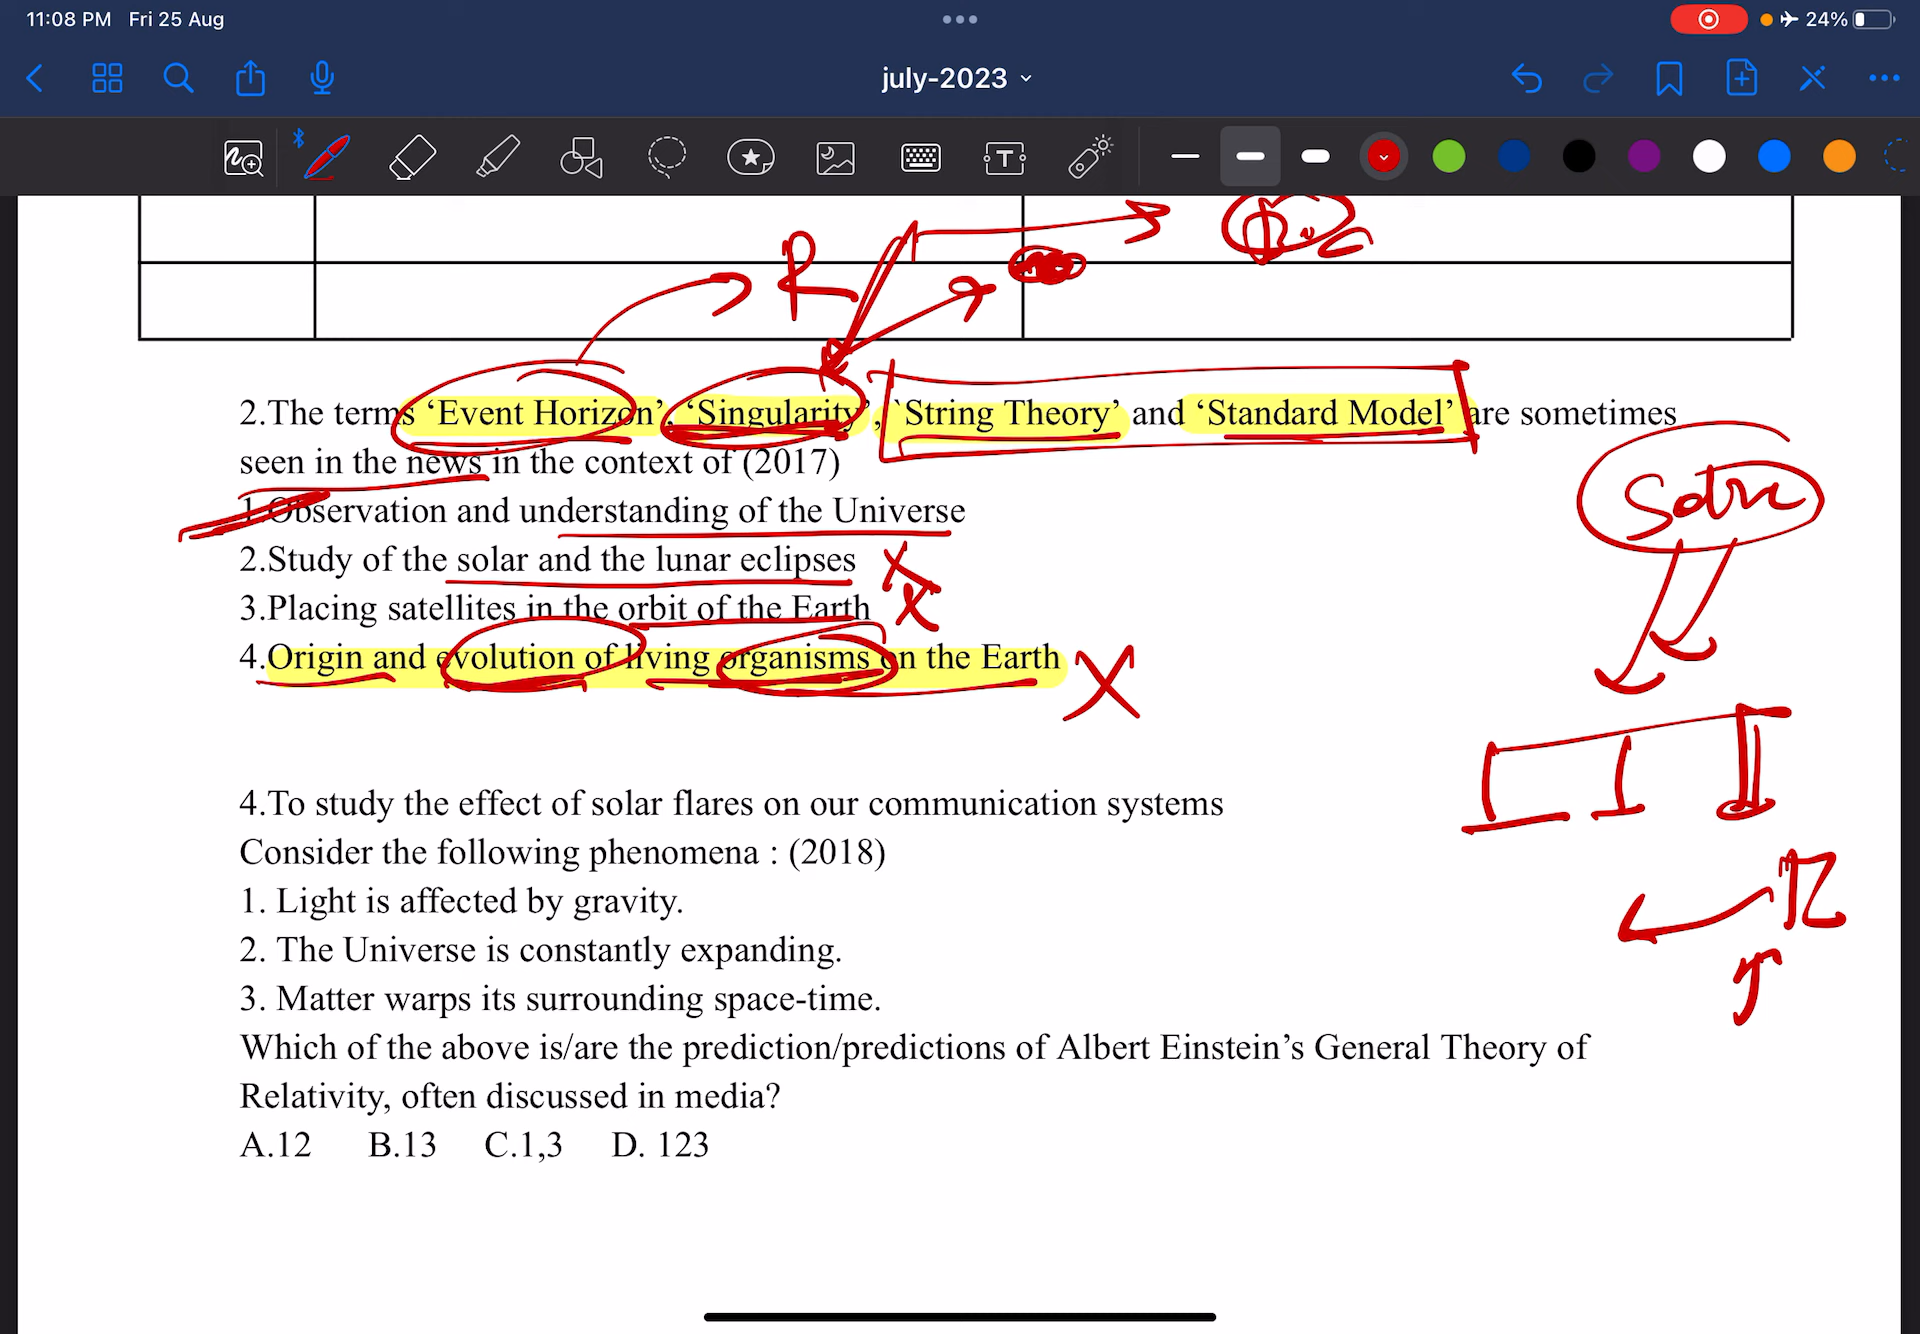 11:08 PM Fri 25 Aug
24%
july-2023
T
R
2.The terms ‘Event Horizon’, ‘Singularity’, `String Theory’ and ‘Standard Model’ are sometimes
seen in the news in the context of (2017)
1.Observation and understanding of the Universe
2.Study of the solar and the lunar eclipses
3.Placing satellites in the orbit of the Earth
4.Origin and evolution of living organisms on the Earth
4.To study the effect of solar flares on our communication systems
Consider the following phenomena : (2018)
1. Light is affected by gravity.
2. The Universe is constantly expanding.
3. Matter warps its surrounding space-time.
Which of the above is/are the prediction/predictions of Albert Einstein’s General Theory of
Relativity, often discussed in media?
A.12 B.13 C.1,3 D. 123